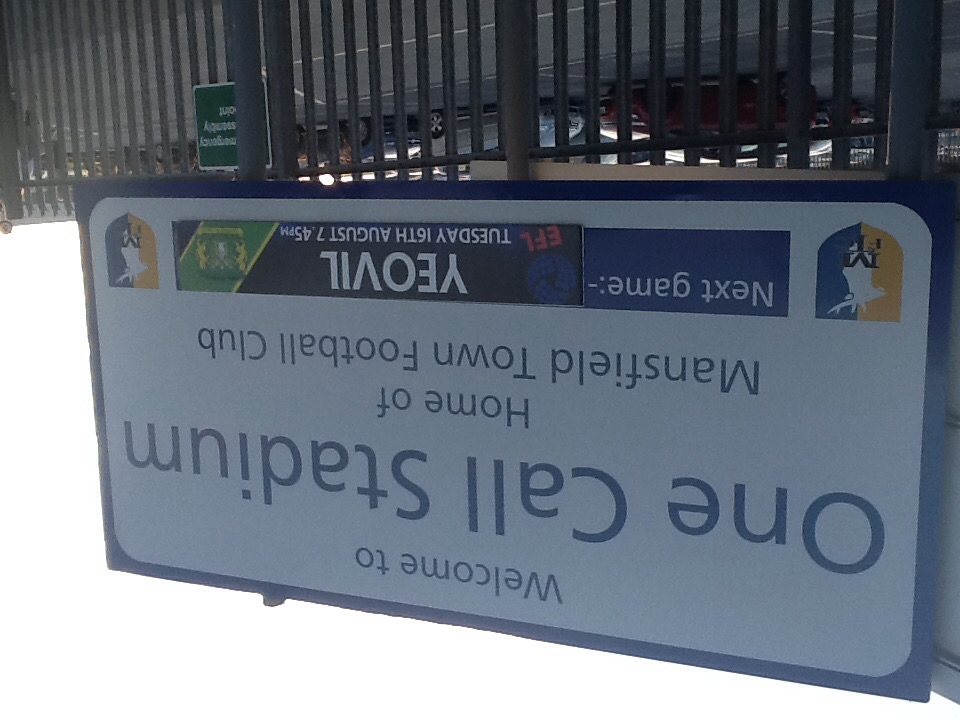 Welcome to
One Call Stadium
Home of
Mansfield Town Football Club
Next game:-
YEOVIL
TUESDAY 16TH AUGUST 7.45PM
EFL